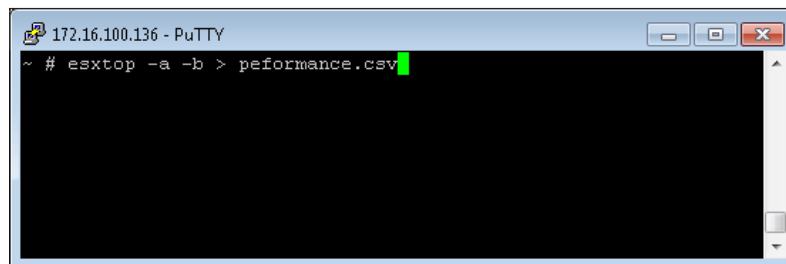 172.16.100.136 - PuTTY
~ # esxtop -a -b > peformance.csv